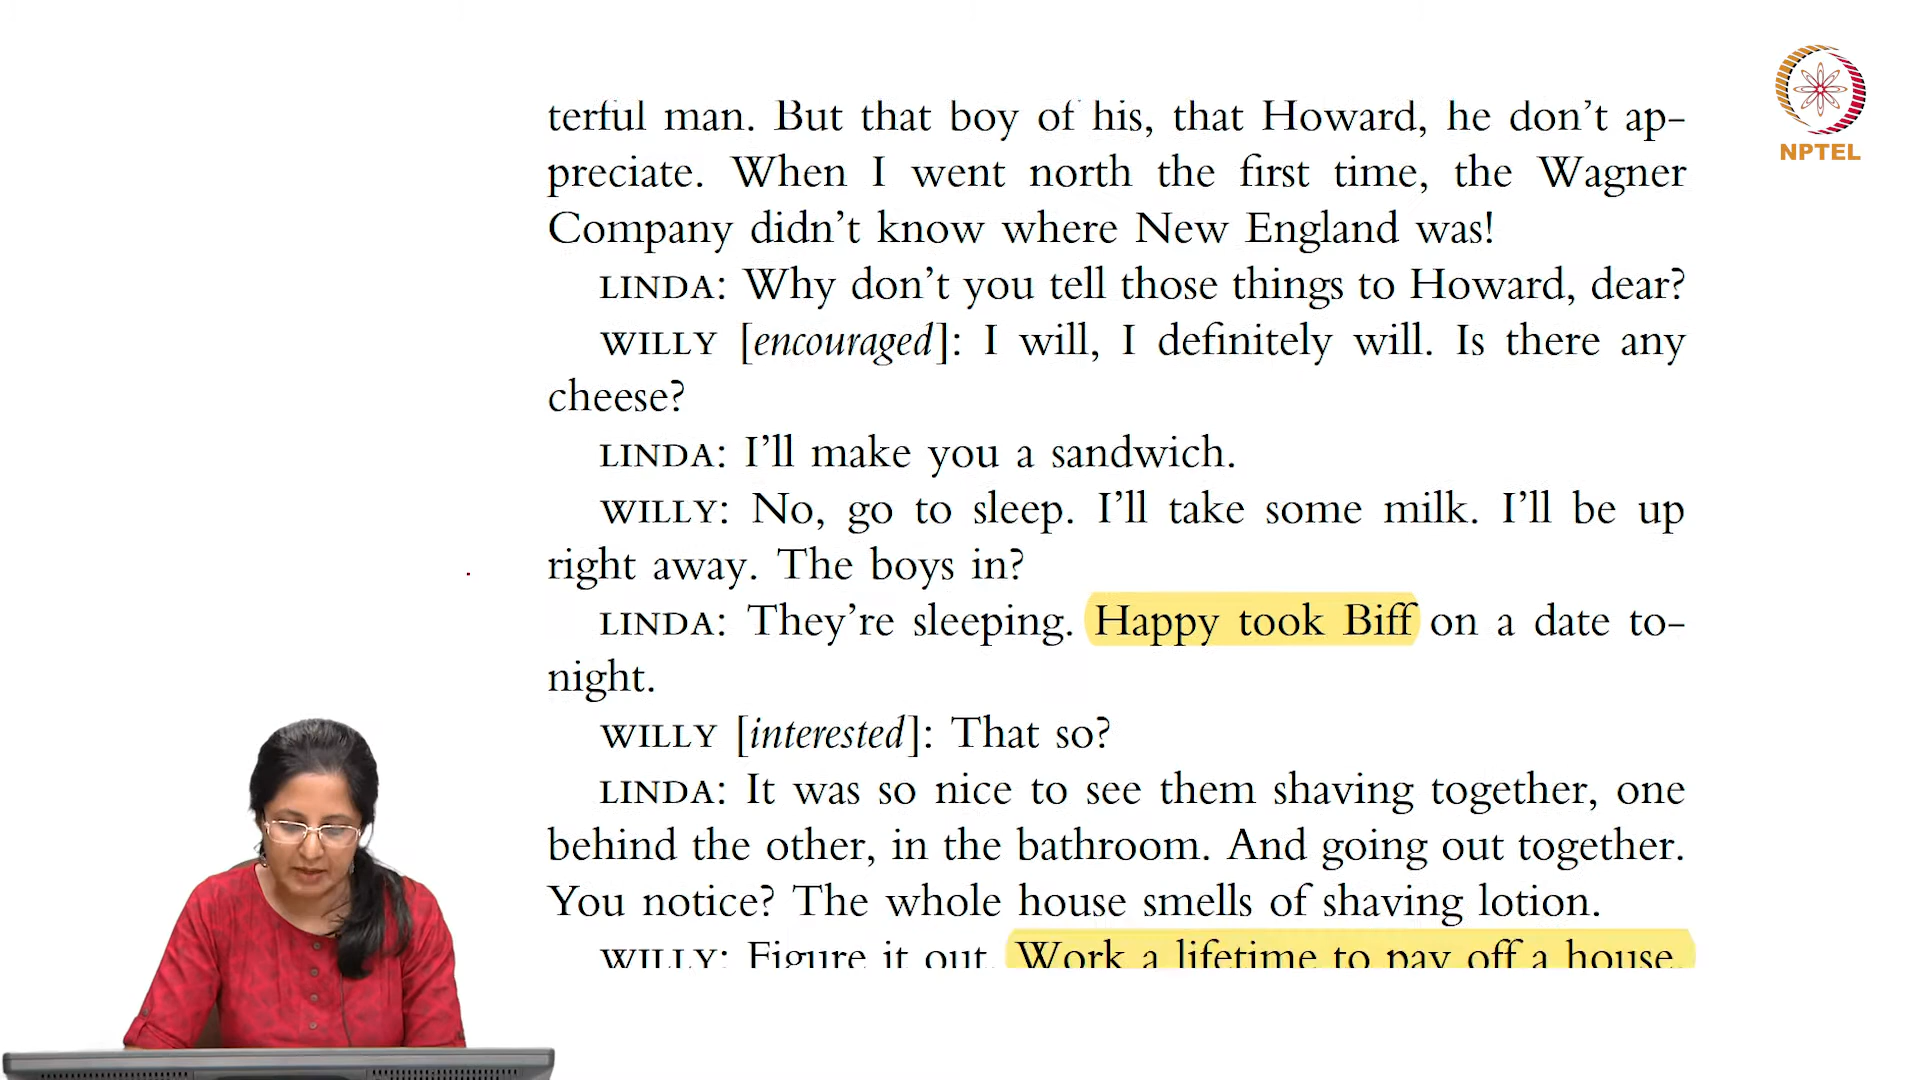 terful man. But that boy of his, that Howard, he don't ap-
preciate. When I went north the first time, the Wagner
Company didn't know where New England was!
LINDA: Why don't you tell those things to Howard, dear?
WILLY [encouraged]: I will, I definitely will. Is there any
cheese?
LINDA: I'll make you a sandwich.
WILLY: No, go to sleep. I'll take some milk. I'll be up
right away. The boys in?
LINDA: They're sleeping. Happy took Biff on a date to-
night.
WILLY [interested]: That so?
LINDA: It was so nice to see them shaving together, one
behind the other, in the bathroom. And going out together.
You notice? The whole house smells of shaving lotion.
WILLY: Figure it out. Work a lifetime to pay off a house.
NPTEL